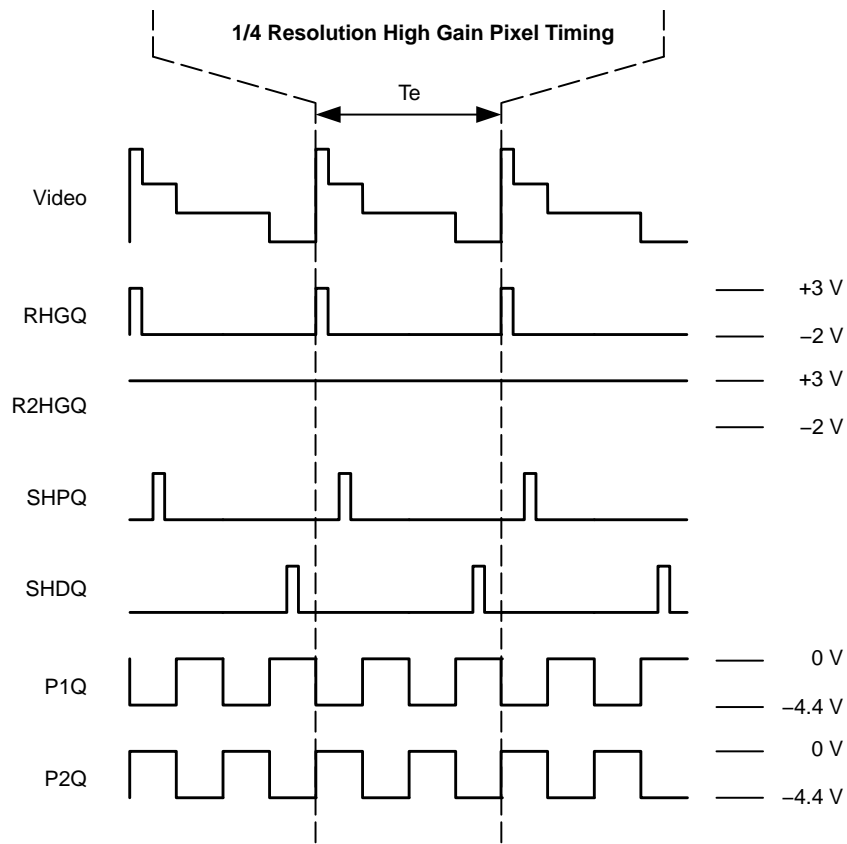 1/4 Resolution High Gain Pixel Timing
Te
Video
RHGQ
+3 V
−2 V
R2HGQ
+3 V
−2 V
SHPQ
SHDQ
P1Q
0 V
−4.4 V
P2Q
0 V
−4.4 V